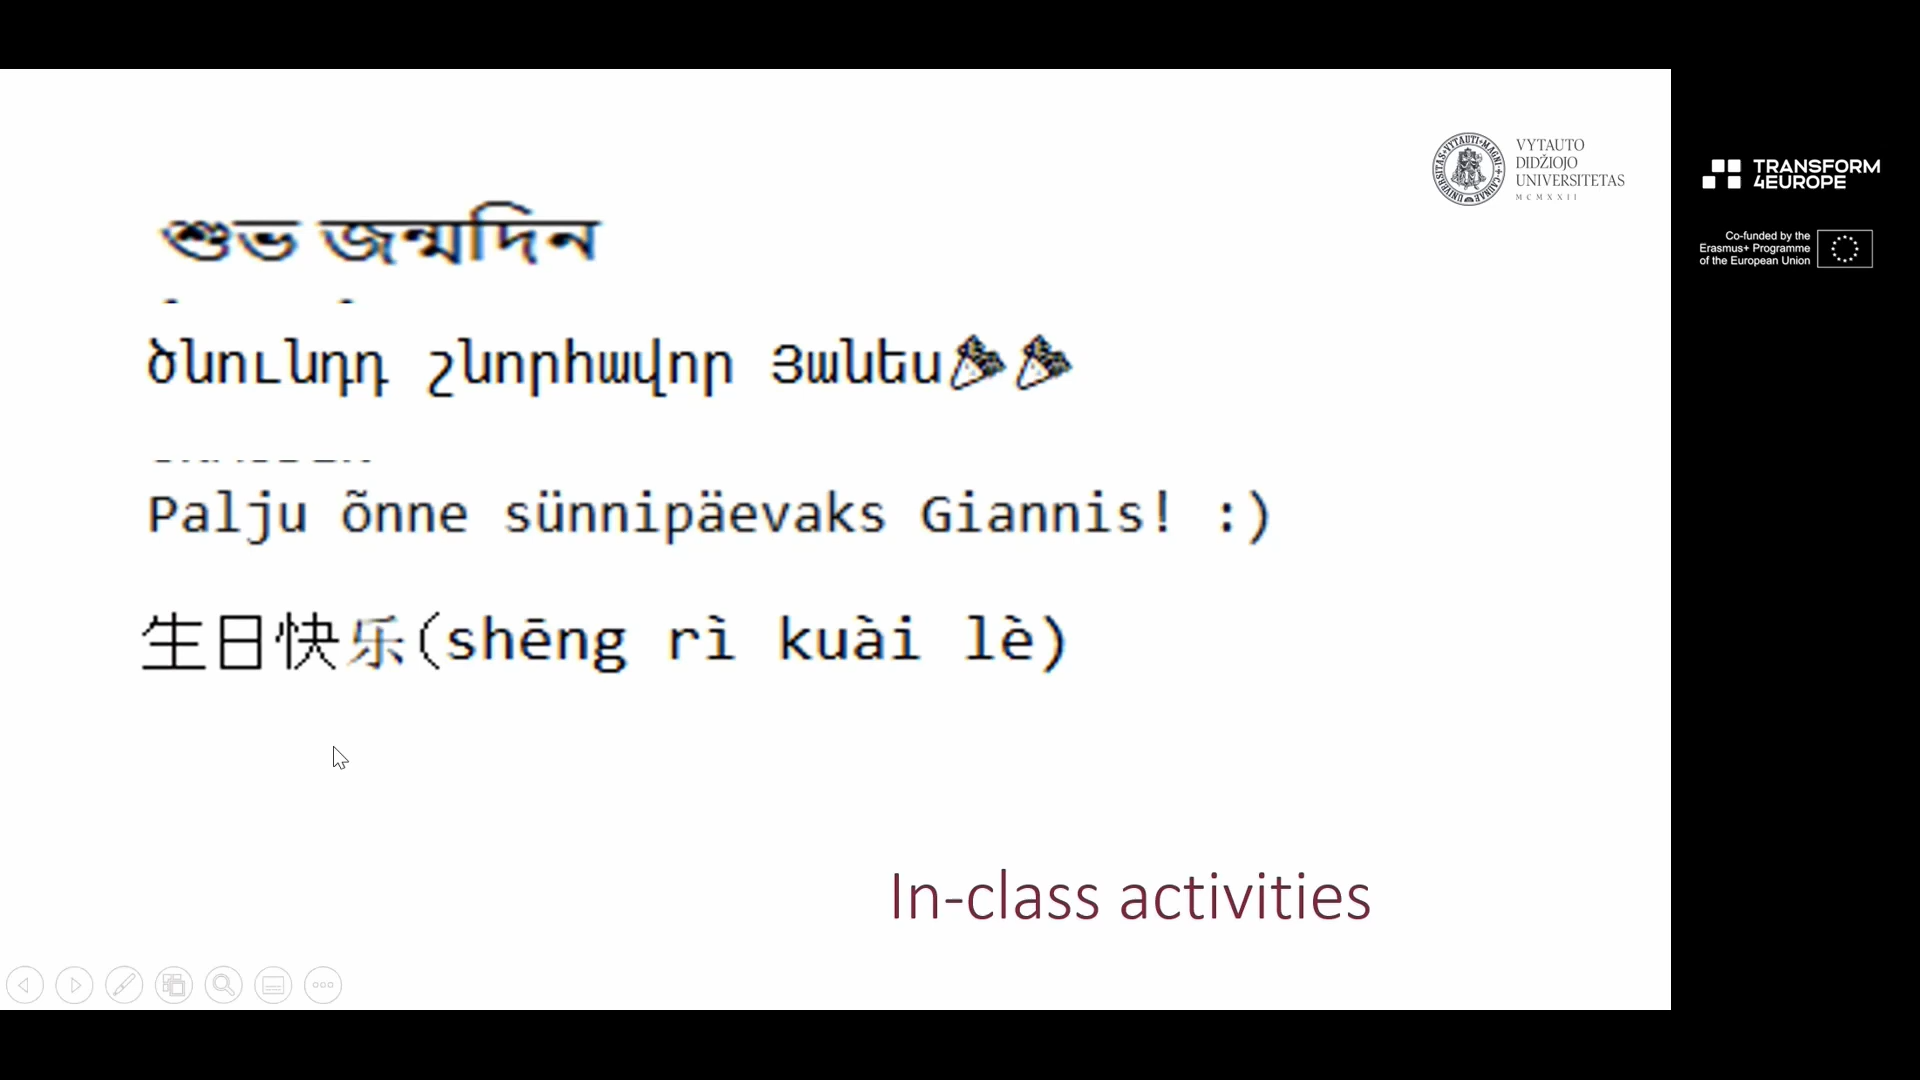 শুভ জন্মদিন
ծնունդդ շնորհավոր Յանես🎉🎉
Palju õnne sünnipäevaks Giannis! :)
生日快乐(shēng rì kuài lè)
In-class activities
VYTAUTO
DIDŽIOJO
UNIVERSITETAS
MCMXXII
TRANSFORM
4EUROPE
Co-funded by the
Erasmus+ Programme
of the European Union